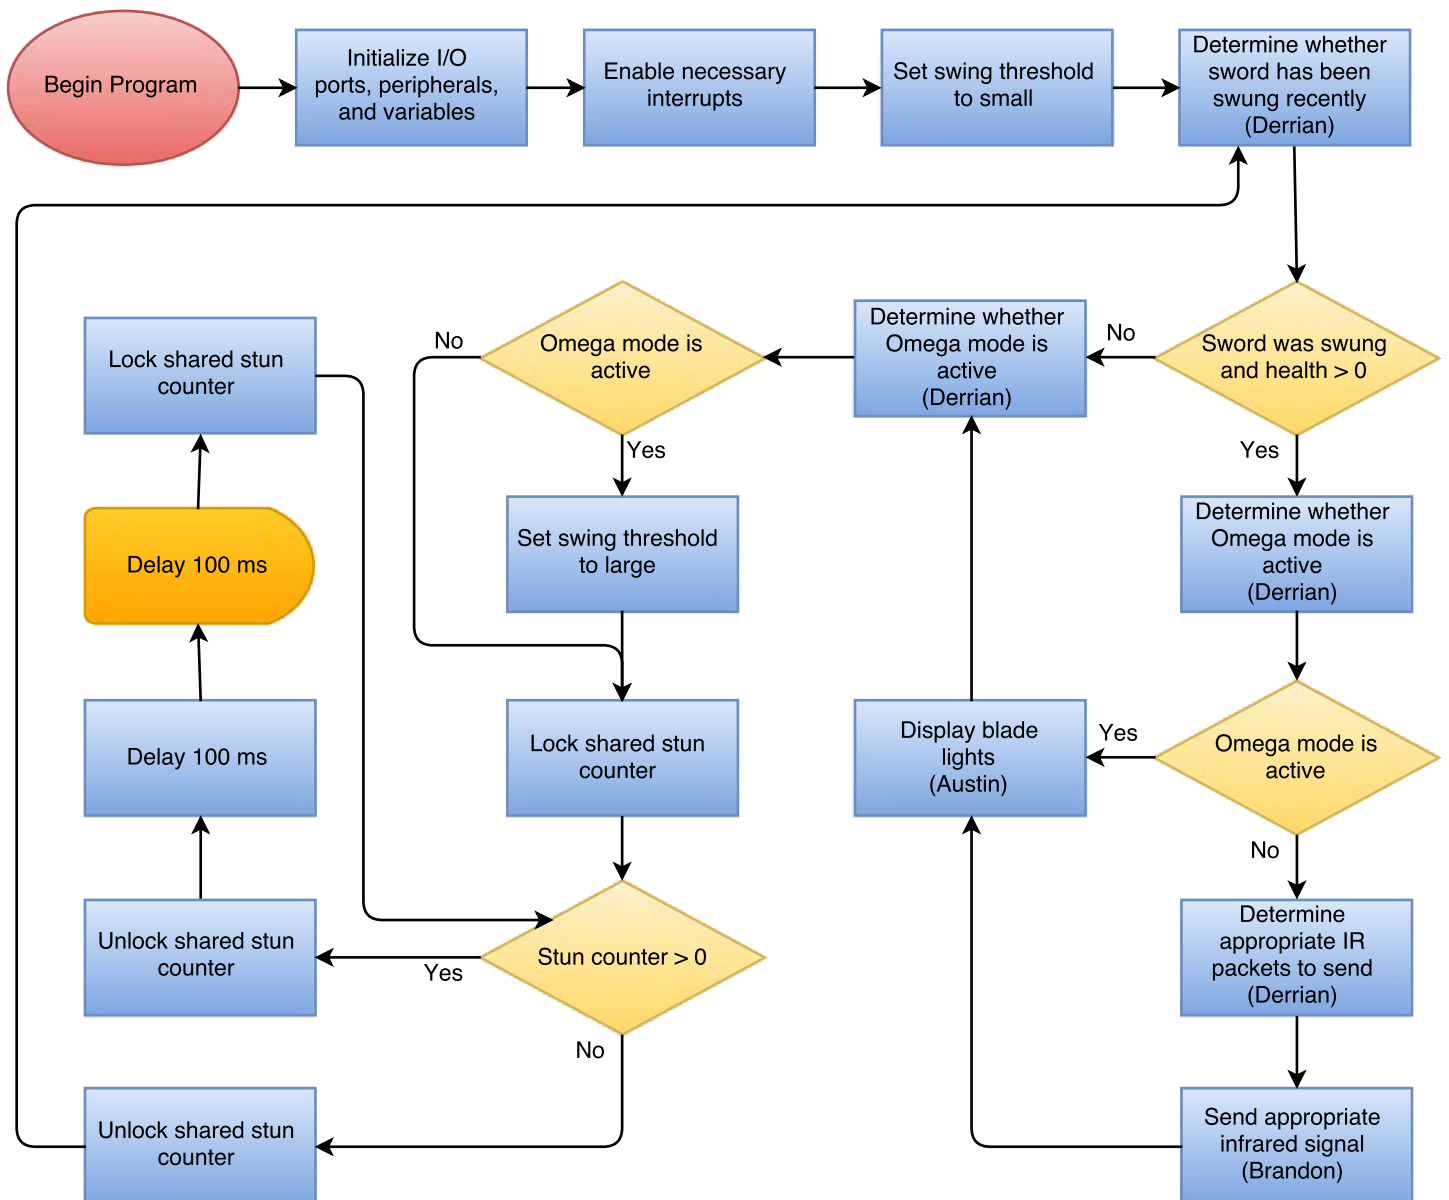 Begin Program
Initialize I/O
ports, peripherals,
and variables
Enable necessary
interrupts
Set swing threshold
to small
Determine whether
sword has been
swung recently
(Derrian)
Sword was swung
and health > 0
No
Yes
Determine whether
Omega mode is
active
(Derrian)
Omega mode is
active
No
Yes
Set swing threshold
to large
Lock shared stun
counter
Stun counter > 0
Yes
No
Lock shared stun
counter
Delay 100 ms
Delay 100 ms
Unlock shared stun
counter
Unlock shared stun
counter
Determine whether
Omega mode is
active
(Derrian)
Omega mode is
active
Yes
No
Display blade
lights
(Austin)
Determine
appropriate IR
packets to send
(Derrian)
Send appropriate
infrared signal
(Brandon)